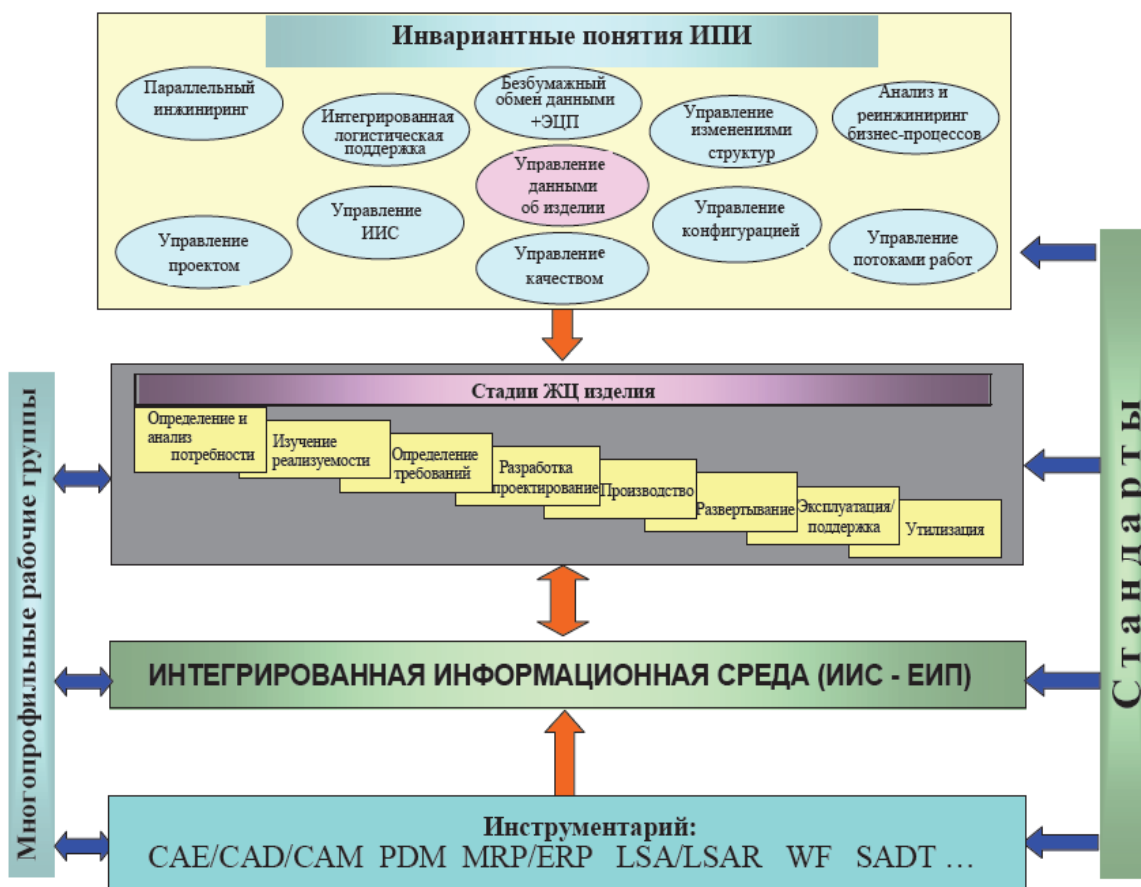 Инвариантные понятия ИПИ
Параллельный
инжиниринг
Интегрированная
логистическая
поддержка
Безбумажный
обмен данными
+ЭЦП
Управление
изменениями
структур
Анализ и
реинжиниринг
бизнес-процессов
Управление
данными
об изделии
Управление
проектом
Управление
ИИС
Управление
качеством
Управление
конфигурацией
Управление
потоками работ
Стадии ЖЦ изделия
Определение и
анализ
потребности
Изучение
реализуемости
Определение
требований
Разработка
проектирование
Производство
Развертывание
Эксплуатация/
поддержка
Утилизация
ИНТЕГРИРОВАННАЯ ИНФОРМАЦИОННАЯ СРЕДА (ИИС - ЕИП)
Инструментарий:
CAE/CAD/CAM PDM MRP/ERP LSA/LSAR WF SADT ...
Многопрофильные рабочие группы
Стандарты